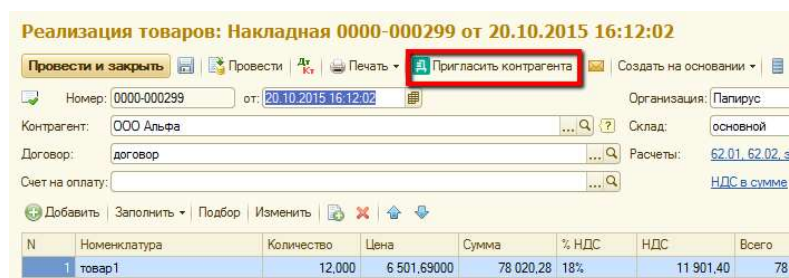 Реализация товаров: Накладная 0000-000299 от 20.10.2015 16:12:02
Провести и закрыть Провести Дт Кт Печать Пригласить контрагента Создать на основании
Номер: 0000-000299 от: 20.10.2015 16:12:02 Организация: Папирус
Контрагент: ООО Альфа ... ? Склад: основной
Договор: договор ... Расчеты: 62.01, 62.02, з
Счет на оплату: ... НДС в сумме
Добавить Заполнить Подбор Изменить
N Номенклатура Количество Цена Сумма % НДС НДС Всего
1 товар1 12,000 6 501,69000 78 020,28 18% 11 901,40 78